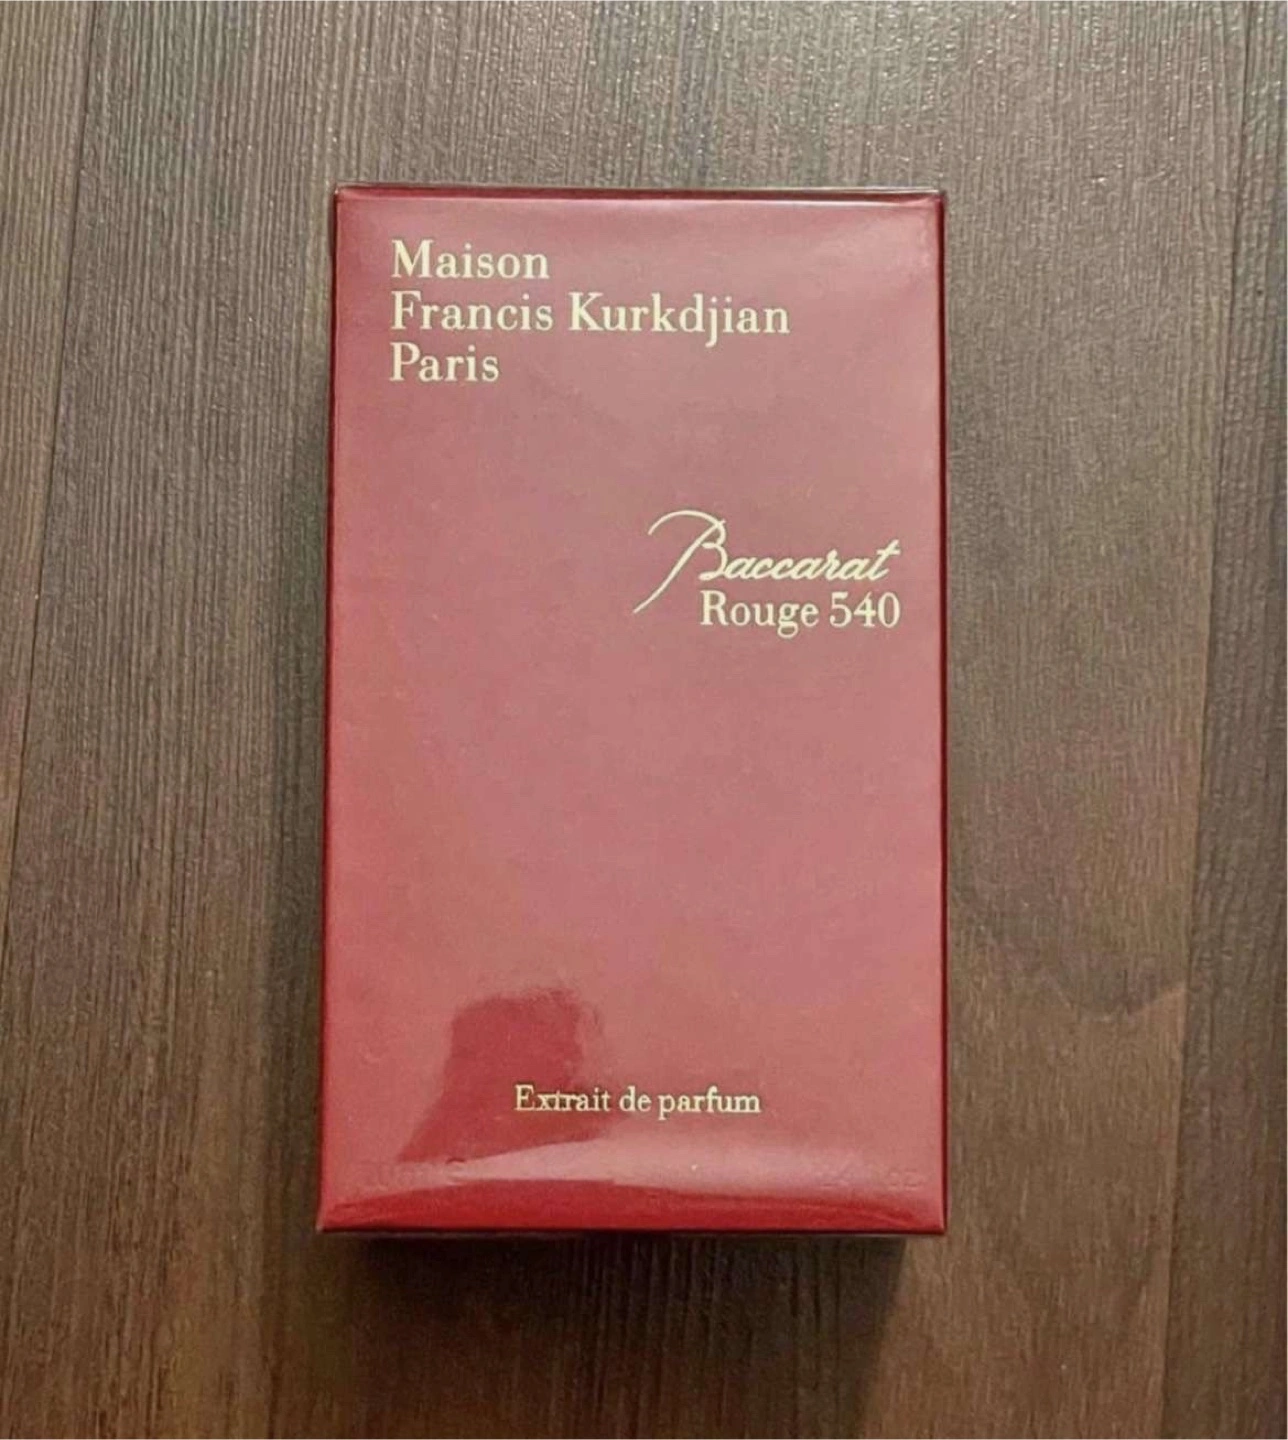 Maison
Francis Kurkdjian
Paris
Baccarat
Rouge 540
Extrait de parfum